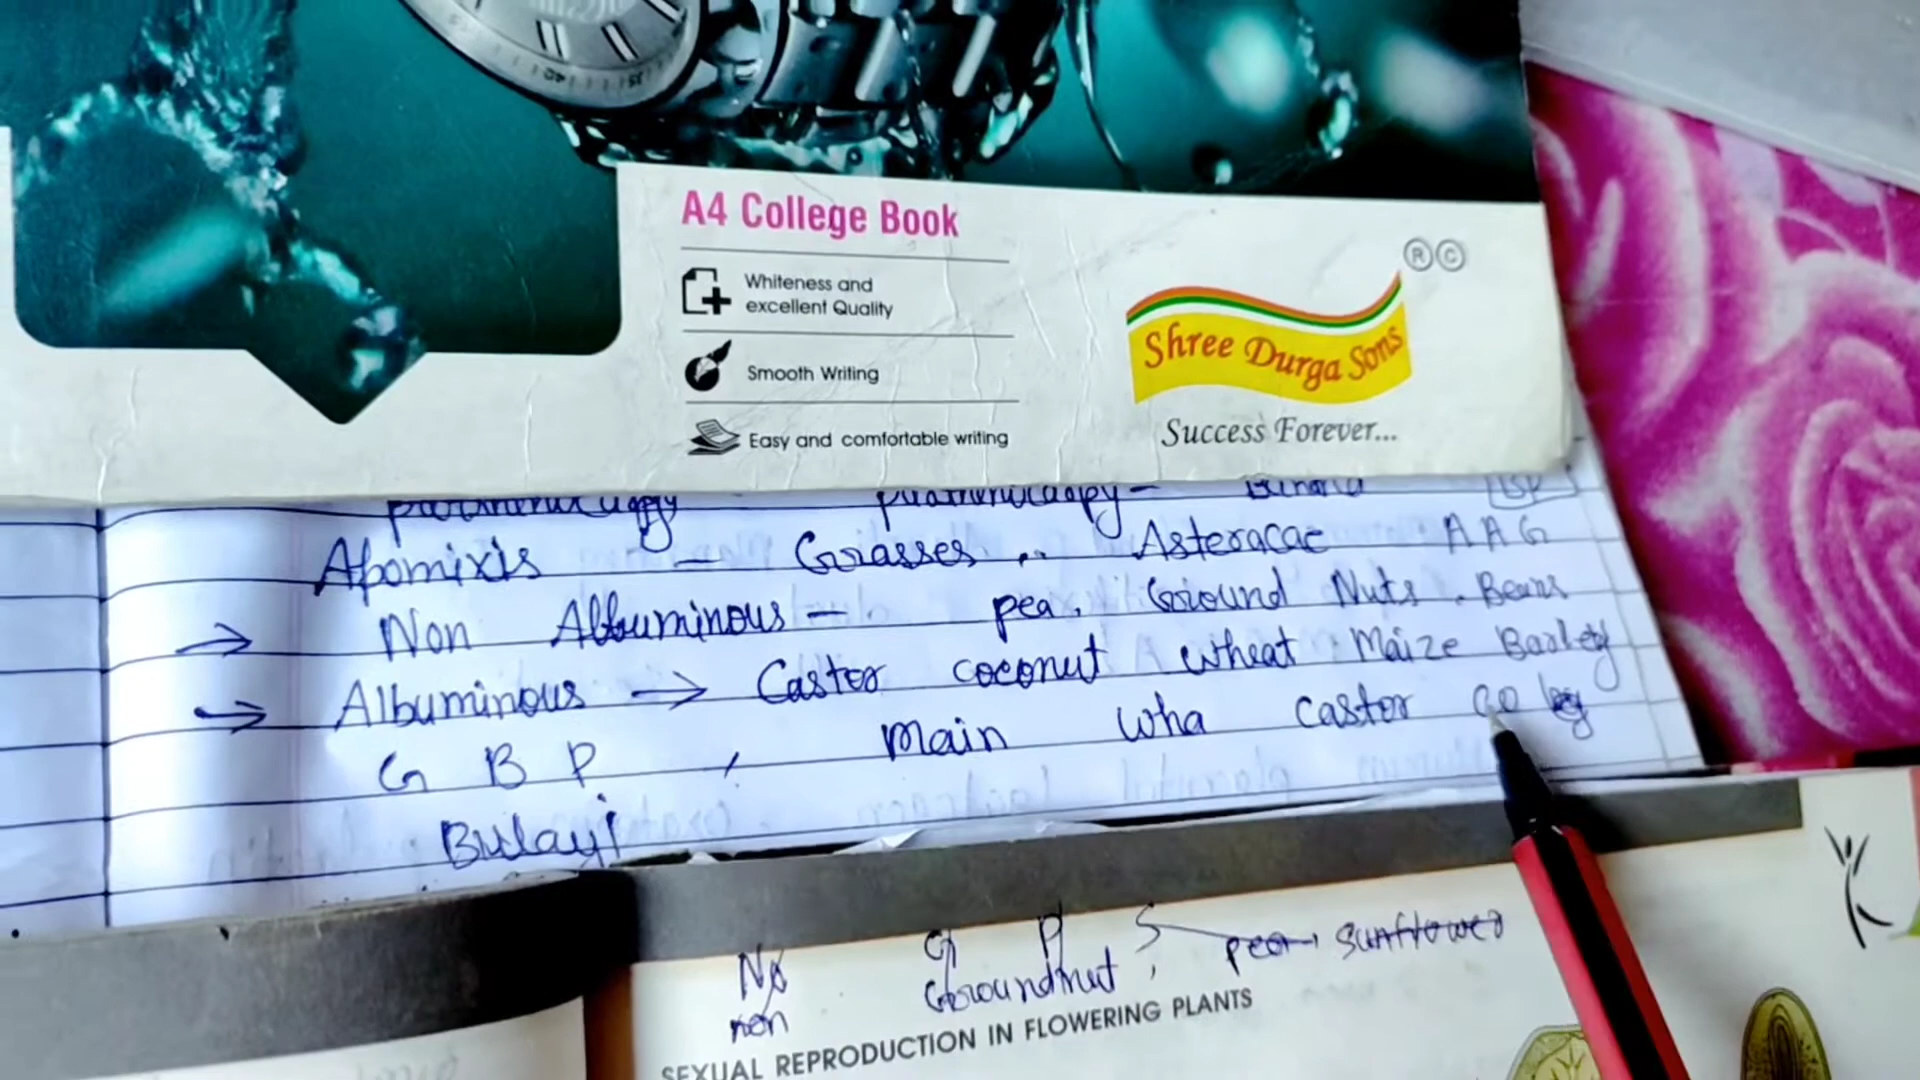 A4 College Book
® ©
Whiteness and
excellent Quality
Smooth Writing
Easy and comfortable writing
Shree Durga Sons
Success Forever...
Apomixis - Grasses .. Asteracae AAG
→ Non Albuminous - pea, Ground Nuts. Beans
→ Albuminous → Castor coconut wheat Maize Barley
G B P , Main Wha castor co
Bulayi
No G P S
Groundnut, pea, sunflower
non
SEXUAL REPRODUCTION IN FLOWERING PLANTS